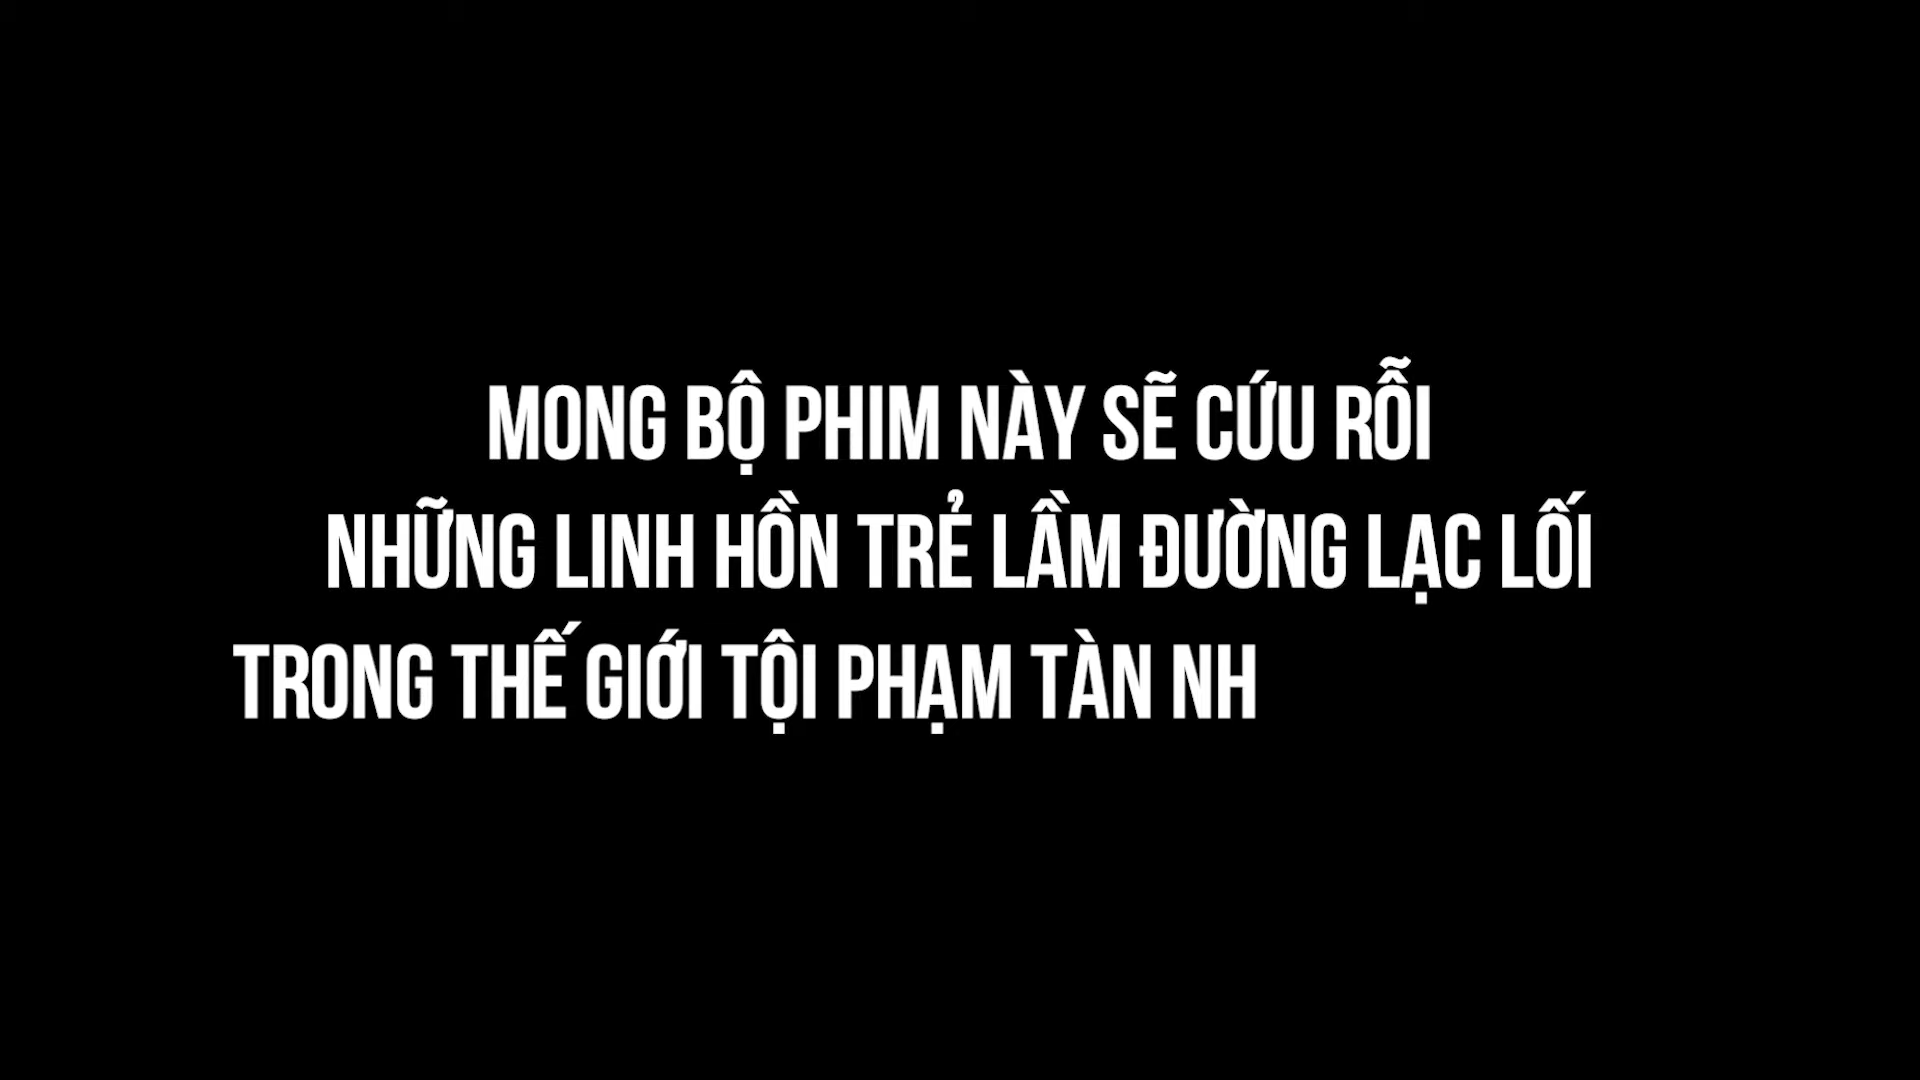 MONG BỘ PHIM NÀY SẼ CỨU RỖI
NHỮNG LINH HỒN TRẺ LẦM ĐƯỜNG LẠC LỐI
TRONG THẾ GIỚI TỘI PHẠM TÀN NH